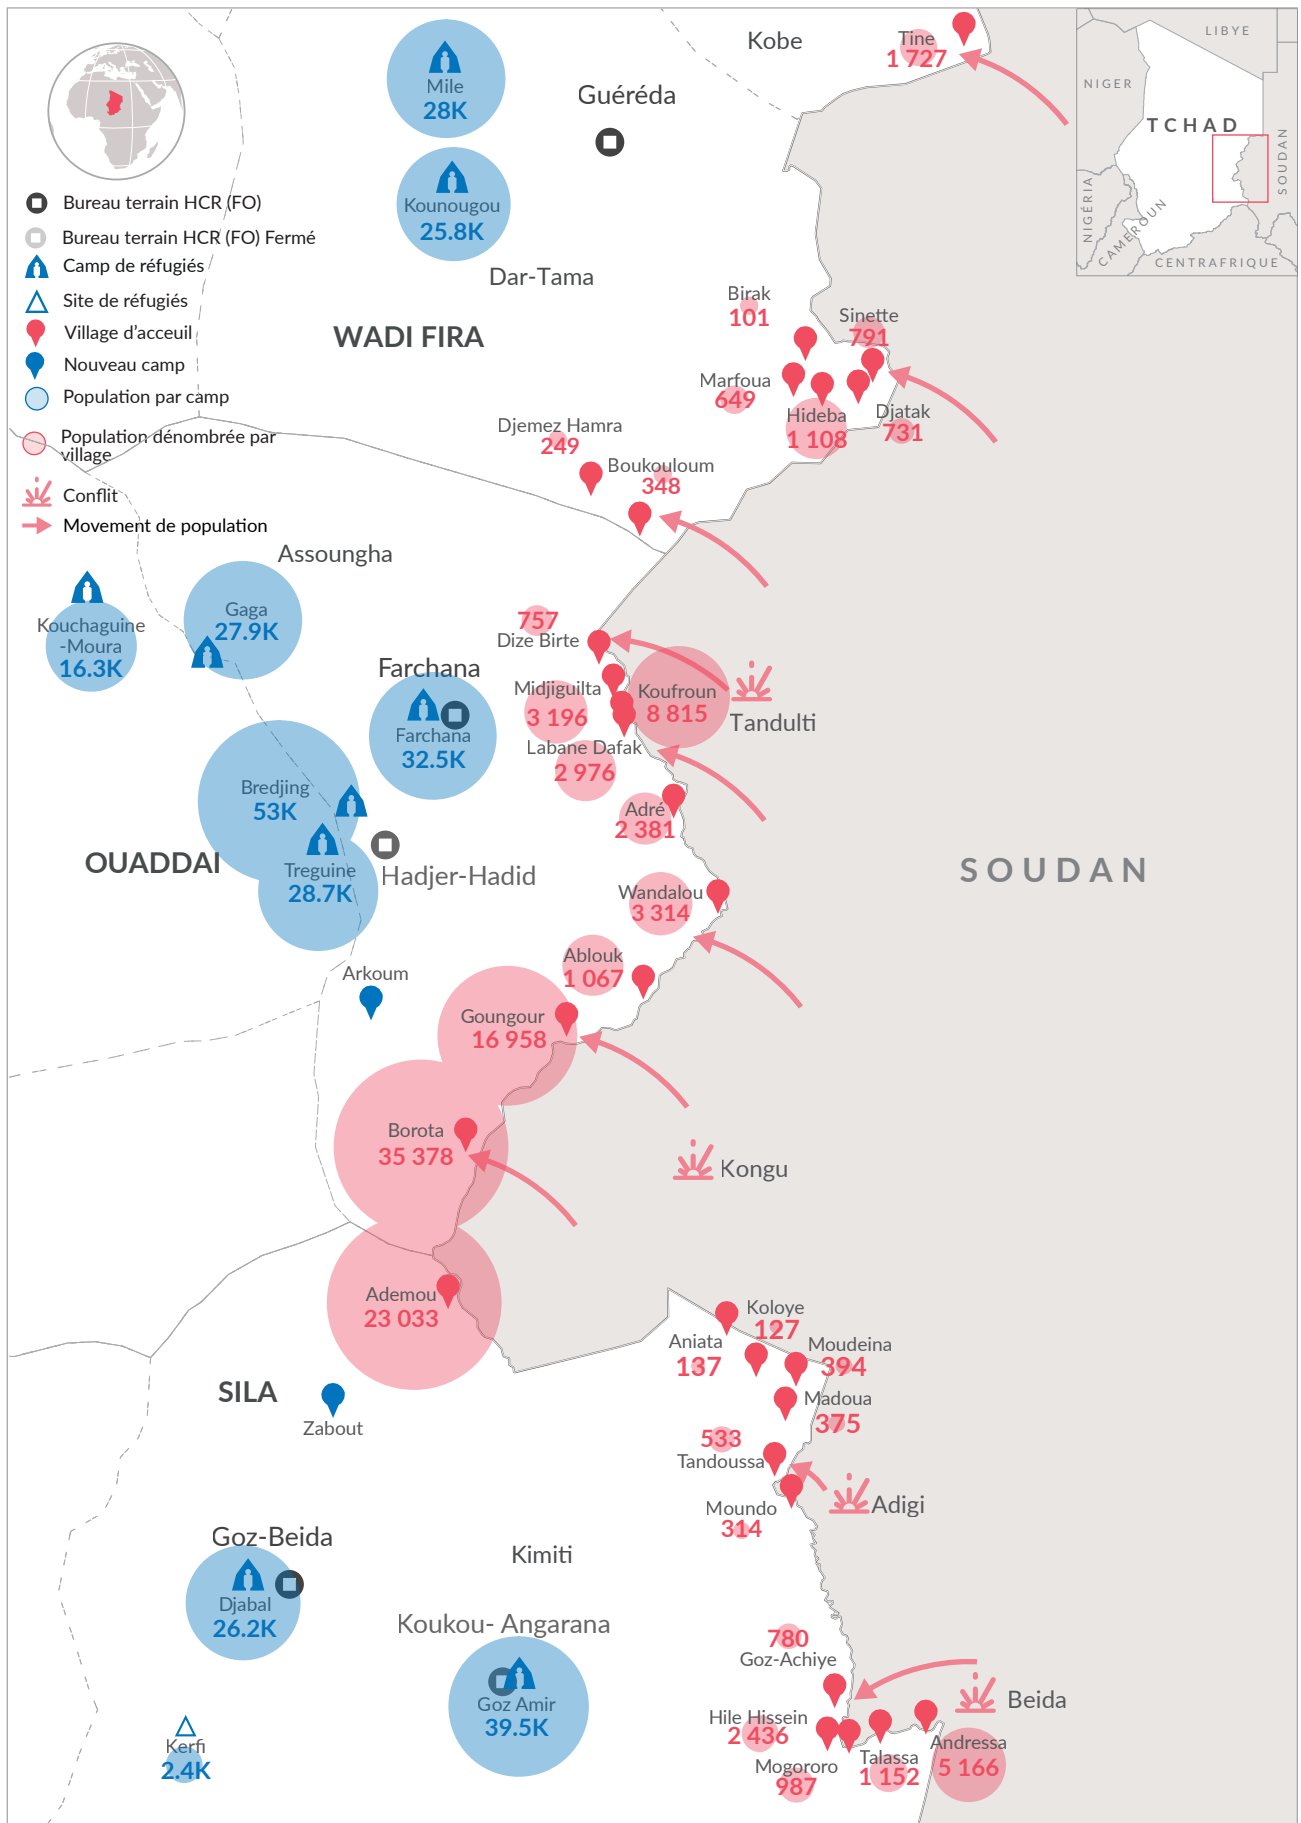 Kobe
Tine
1 727
Mile
28K
Guéréda
Kounougou
25.8K
Dar-Tama
WADI FIRA
LIBYE
NIGER
TCHAD
SOUDAN
NIGÉRIA
CAMEROUN
CENTRAFRIQUE
Bureau terrain HCR (FO)
Bureau terrain HCR (FO) Fermé
Camp de réfugiés
Site de réfugiés
Village d'acceuil
Nouveau camp
Population par camp
Population dénombrée par
village
Conflit
Movement de population
Birak
101
Sinette
791
Marfoua
649
Hideba
1 108
Djatak
731
Djemez Hamra
249
Boukouloum
348
Assoungha
Kouchaguine
-Moura
16.3K
Gaga
27.9K
757
Dize Birte
Farchana
Farchana
32.5K
Midjiguilta
3 196
Koufroun
8 815
Tandulti
Labane Dafak
2 976
Bredjing
53K
Adré
2 381
OUADDAI
Treguine
28.7K
Hadjer-Hadid
SOUDAN
Wandalou
3 314
Ablouk
1 067
Arkoum
Goungour
16 958
Borota
35 378
Kongu
Ademou
23 033
Koloye
127
Aniata
137
Moudeina
394
SILA
Zabout
Madoua
375
533
Tandoussa
Moundo
314
Adigi
Goz-Beida
Djabal
26.2K
Kimiti
Koukou- Angarana
Goz Amir
39.5K
780
Goz-Achiye
Beida
Hile Hissein
2 436
Kerfi
2.4K
Mogororo
987
Talassa
1 152
Andressa
5 166